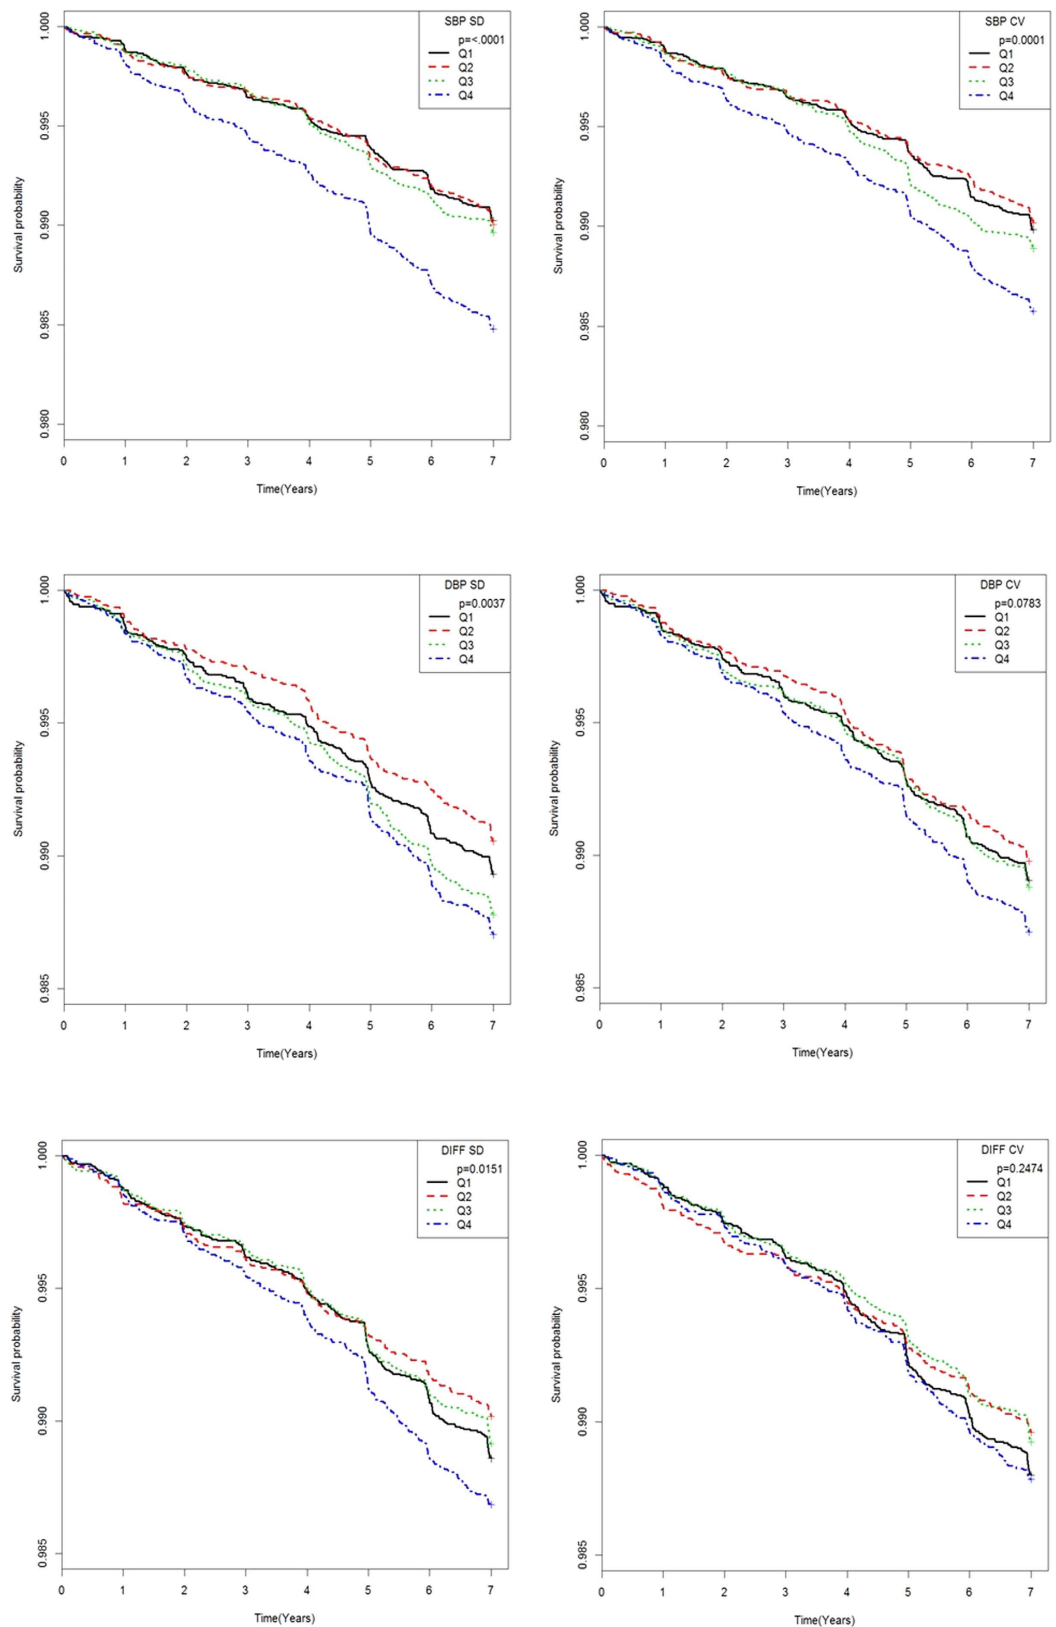 SBP SD
p=<.0001
Q1
Q2
Q3
Q4
1.000
0.995
0.990
0.985
0.980
Survival probability
0 1 2 3 4 5 6 7
Time(Years)
SBP CV
p=0.0001
Q1
Q2
Q3
Q4
1.000
0.995
0.990
0.985
0.980
Survival probability
0 1 2 3 4 5 6 7
Time(Years)
DBP SD
p=0.0037
Q1
Q2
Q3
Q4
1.000
0.995
0.990
0.985
Survival probability
0 1 2 3 4 5 6 7
Time(Years)
DBP CV
p=0.0783
Q1
Q2
Q3
Q4
1.000
0.995
0.990
0.985
Survival probability
0 1 2 3 4 5 6 7
Time(Years)
DIFF SD
p=0.0151
Q1
Q2
Q3
Q4
1.000
0.995
0.990
0.985
Survival probability
0 1 2 3 4 5 6 7
Time(Years)
DIFF CV
p=0.2474
Q1
Q2
Q3
Q4
1.000
0.995
0.990
0.985
Survival probability
0 1 2 3 4 5 6 7
Time(Years)